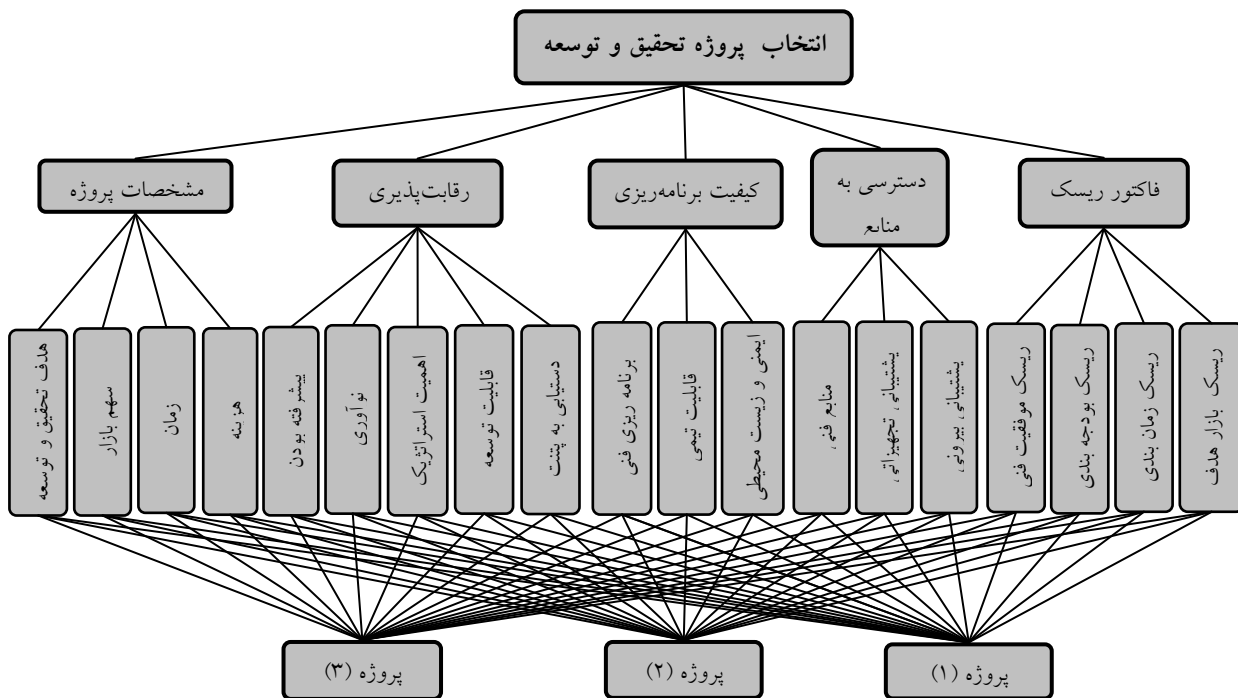 انتخاب پروژه تحقیق و توسعه
فاکتور ریسک
دسترسی به
منابع
کیفیت برنامه‌ریزی
رقابت‌پذیری
مشخصات پروژه
ریسک بازار هدف
ریسک زمان بندی
ریسک بودجه بندی
ریسک موفقیت فنی
پشتیبانی بیرونی
پشتیبانی تجهیزاتی
منابع فنی
ایمنی و زیست محیطی
قابلیت تیمی
برنامه ریزی فنی
دستیابی به پتنت
قابلیت توسعه
اهمیت استراتژیک
نوآوری
پیشرفته بودن
هزینه
زمان
سهم بازار
هدف تحقیق و توسعه
پروژه (۱)
پروژه (۲)
پروژه (۳)